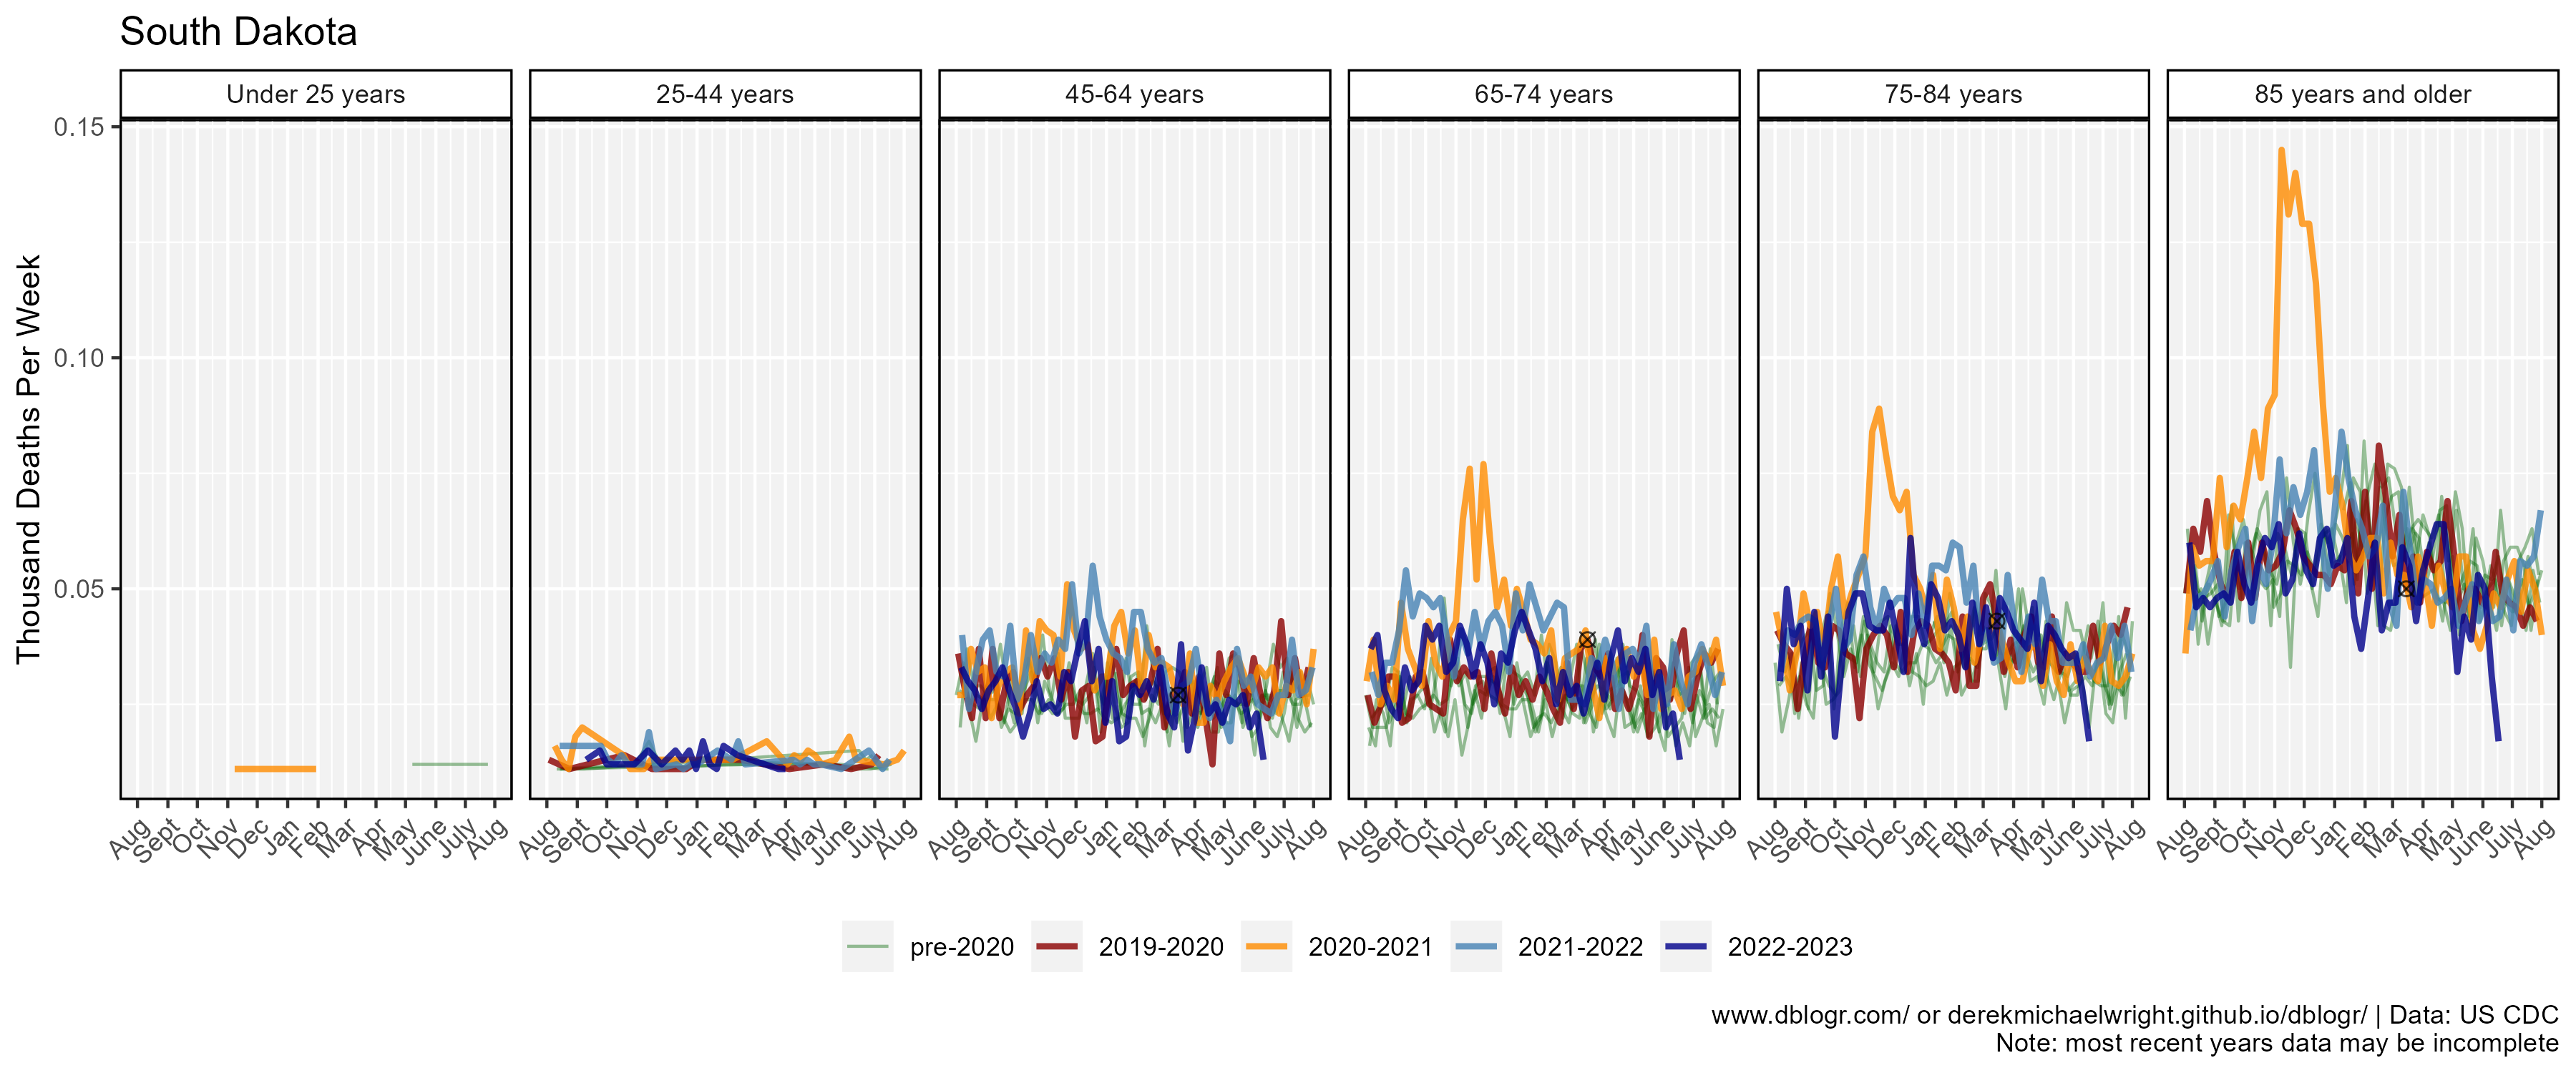 South Dakota
Under 25 years
25-44 years
45-64 years
65-74 years
75-84 years
85 years and older
Thousand Deaths Per Week
0.15
0.10
0.05
Aug Sept Oct Nov Dec Jan Feb Mar Apr May June July Aug
Aug Sept Oct Nov Dec Jan Feb Mar Apr May June July Aug
Aug Sept Oct Nov Dec Jan Feb Mar Apr May June July Aug
Aug Sept Oct Nov Dec Jan Feb Mar Apr May June July Aug
Aug Sept Oct Nov Dec Jan Feb Mar Apr May June July Aug
Aug Sept Oct Nov Dec Jan Feb Mar Apr May June July Aug
pre-2020 2019-2020 2020-2021 2021-2022 2022-2023
www.dblogr.com/ or derekmichaelwright.github.io/dblogr/ | Data: US CDC
Note: most recent years data may be incomplete